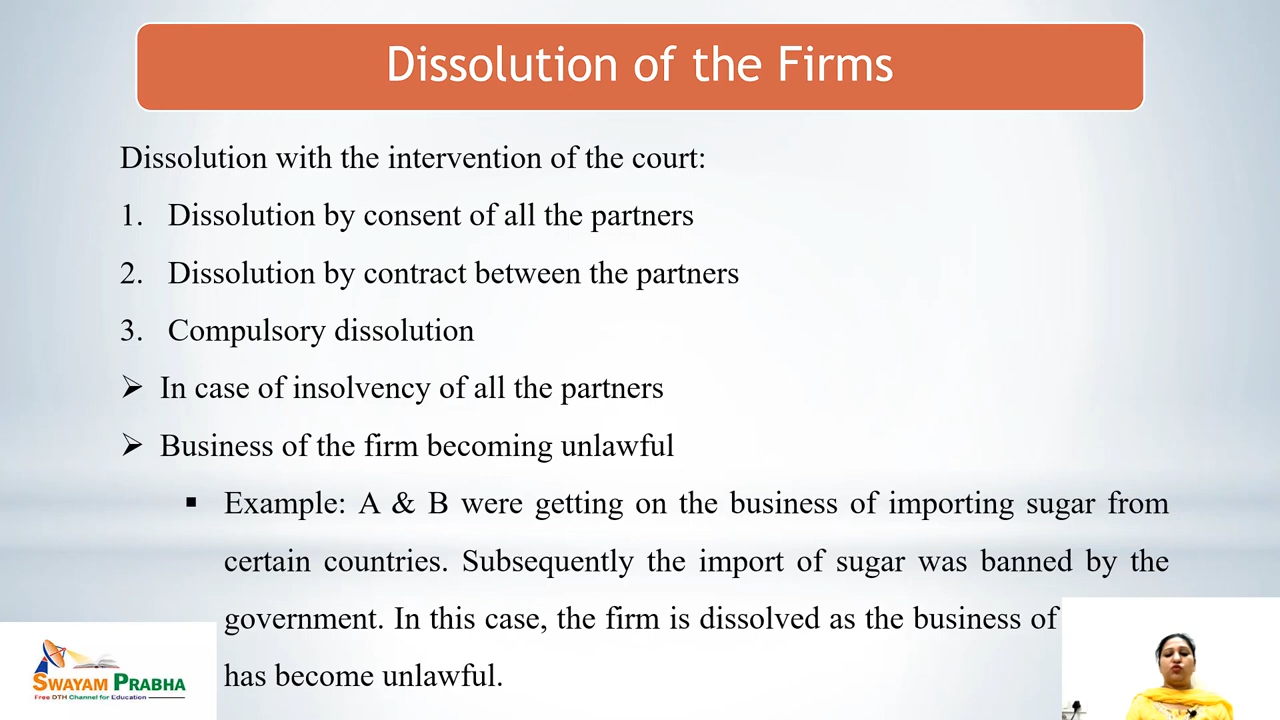 Dissolution of the Firms
Dissolution with the intervention of the court:
1. Dissolution by consent of all the partners
2. Dissolution by contract between the partners
3. Compulsory dissolution
➢ In case of insolvency of all the partners
➢ Business of the firm becoming unlawful
▪ Example: A & B were getting on the business of importing sugar from
certain countries. Subsequently the import of sugar was banned by the
government. In this case, the firm is dissolved as the business of
has become unlawful.
SWAYAM PRABHA
Free DTH Channel for Education